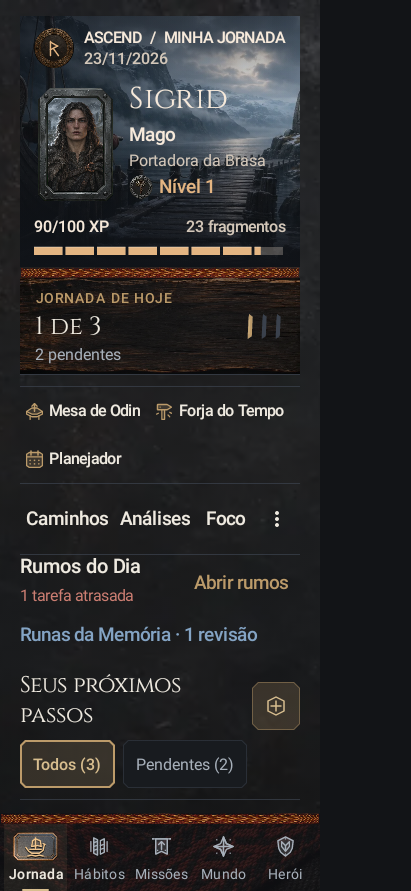 ASCEND / MINHA JORNADA
23/11/2026
SIGRID
Mago
Portadora da Brasa
Nível 1
90/100 XP 23 fragmentos
JORNADA DE HOJE
1 DE 3
2 pendentes
Mesa de Odin Forja do Tempo
Planejador
Caminhos Análises Foco
Rumos do Dia
1 tarefa atrasada
Abrir rumos
Runas da Memória · 1 revisão
SEUS PRÓXIMOS
PASSOS
Todos (3) Pendentes (2)
Jornada Hábitos Missões Mundo Herói